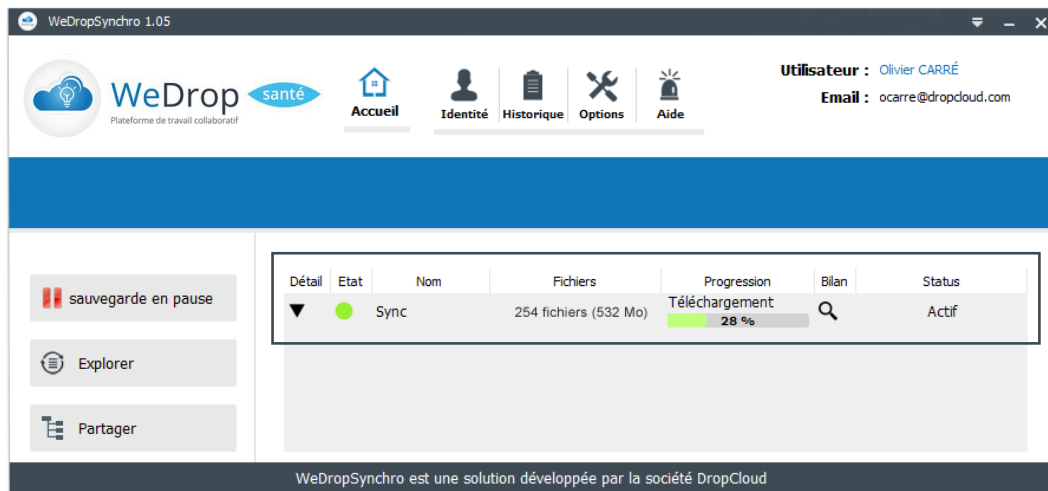 WeDropSynchro 1.05
WeDrop santé
Plateforme de travail collaboratif
Accueil
Identité
Historique
Options
Aide
Utilisateur : Olivier CARRÉ
Email : ocarre@dropcloud.com
sauvegarde en pause
Explorer
Partager
Détail Etat Nom Fichiers Progression Bilan Status
Téléchargement
Sync 254 fichiers (532 Mo) 28 % Actif
WeDropSynchro est une solution développée par la société DropCloud